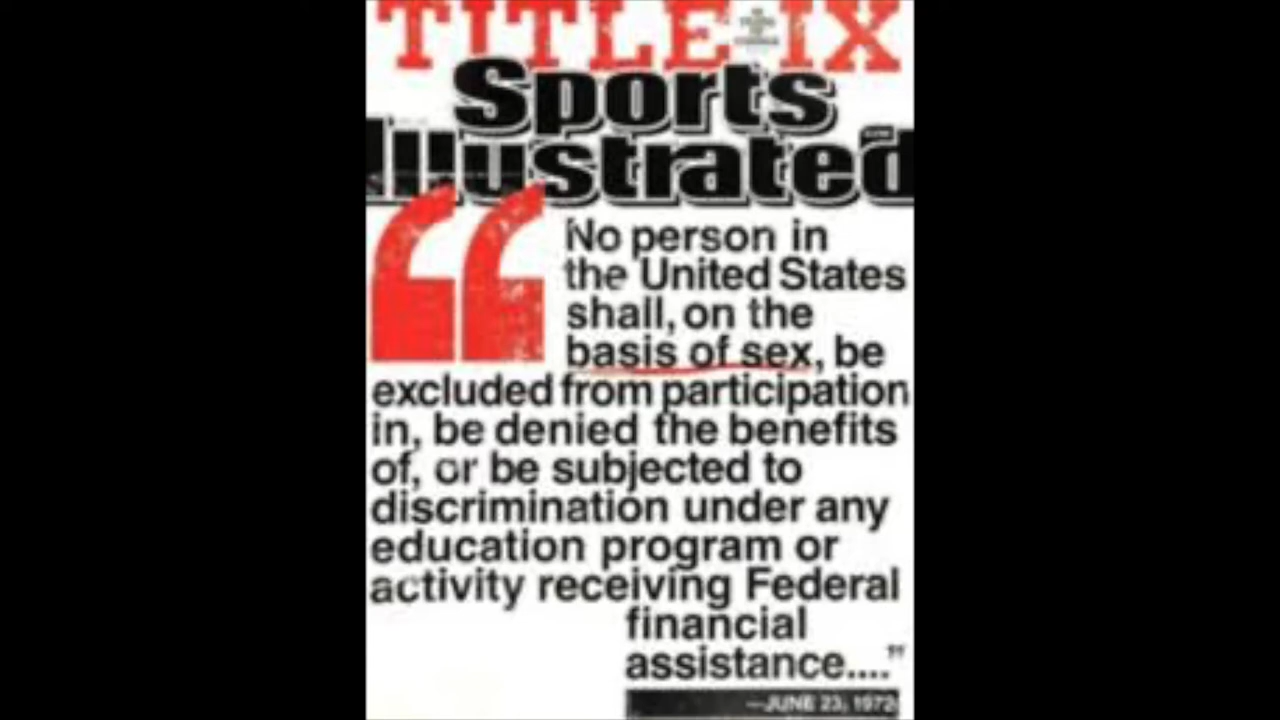 TITLE IX
Sports
Illustrated
“No person in
the United States
shall, on the
basis of sex, be
excluded from participation
in, be denied the benefits
of, or be subjected to
discrimination under any
education program or
activity receiving Federal
financial
assistance....”
—JUNE 23, 1972